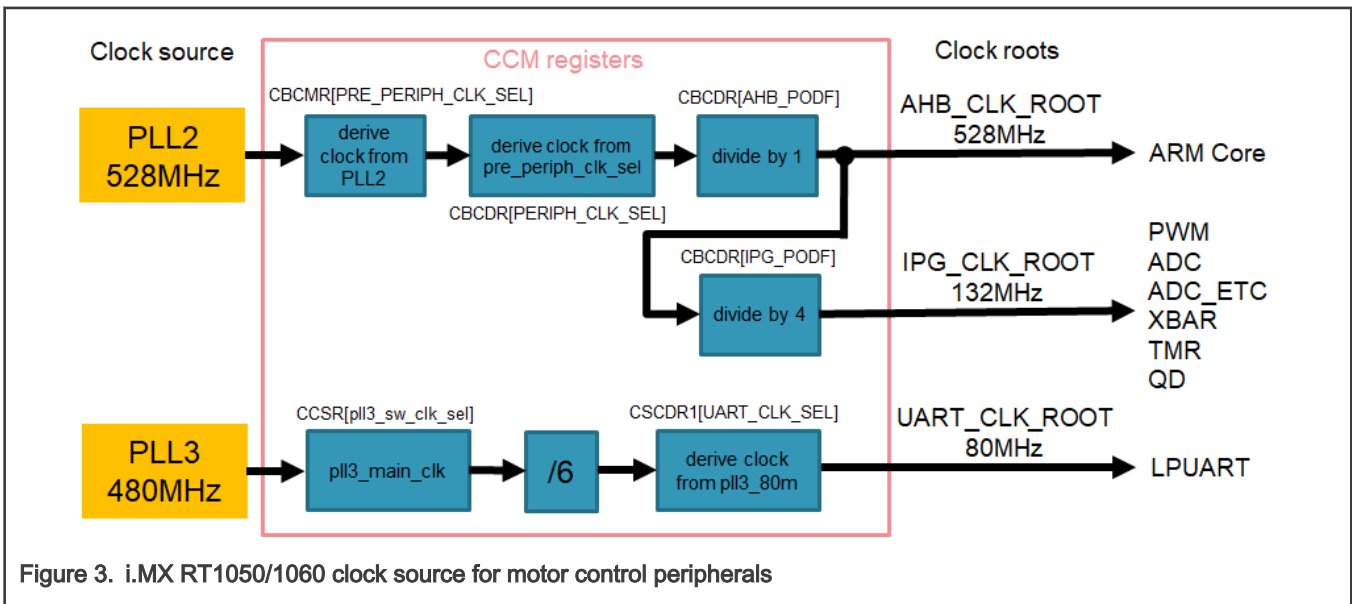 Clock source
CCM registers
Clock roots
CBCMR[PRE_PERIPH_CLK_SEL]
CBCDR[AHB_PODF]
AHB_CLK_ROOT
528MHz
PLL2
528MHz
derive
clock from
PLL2
derive clock from
pre_periph_clk_sel
divide by 1
ARM Core
CBCDR[PERIPH_CLK_SEL]
CBCDR[IPG_PODF]
IPG_CLK_ROOT
132MHz
divide by 4
PWM
ADC
ADC_ETC
XBAR
TMR
QD
CCSR[pll3_sw_clk_sel]
CSCDR1[UART_CLK_SEL]
UART_CLK_ROOT
80MHz
PLL3
480MHz
pll3_main_clk
/6
derive clock
from pll3_80m
LPUART
Figure 3. i.MX RT1050/1060 clock source for motor control peripherals